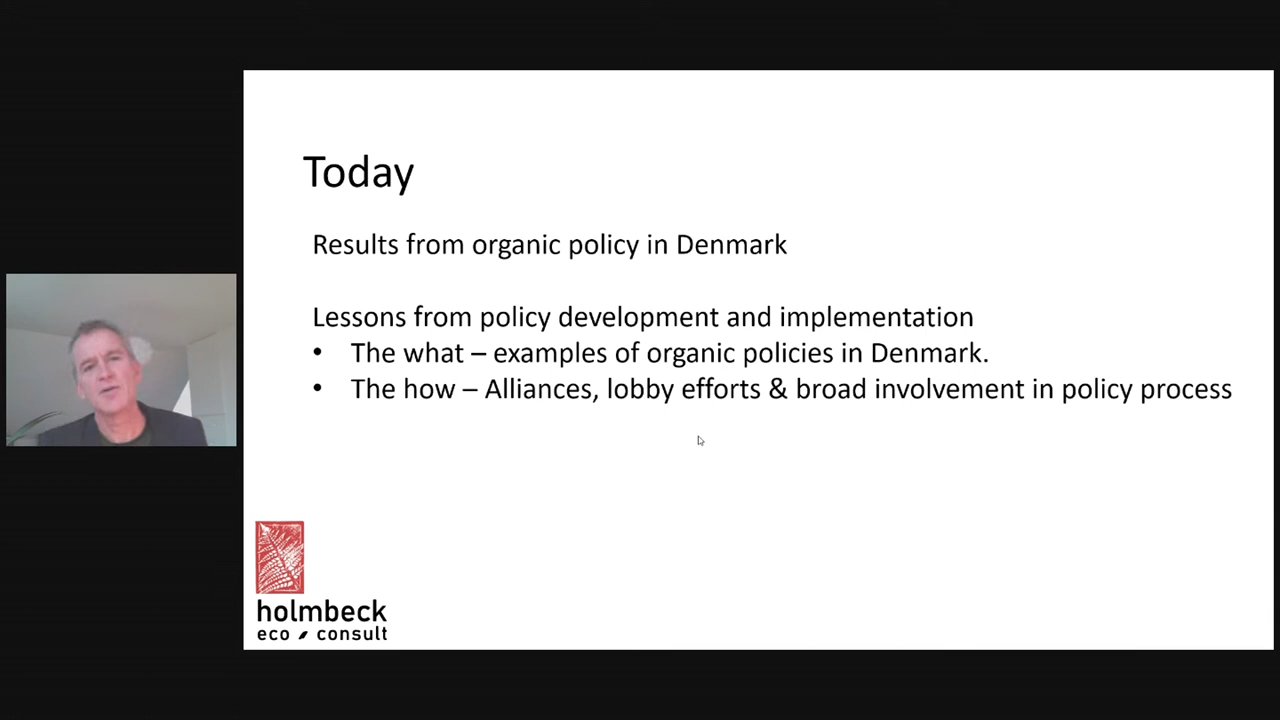 Today
Results from organic policy in Denmark
Lessons from policy development and implementation
• The what – examples of organic policies in Denmark.
• The how – Alliances, lobby efforts & broad involvement in policy process
holmbeck
eco consult